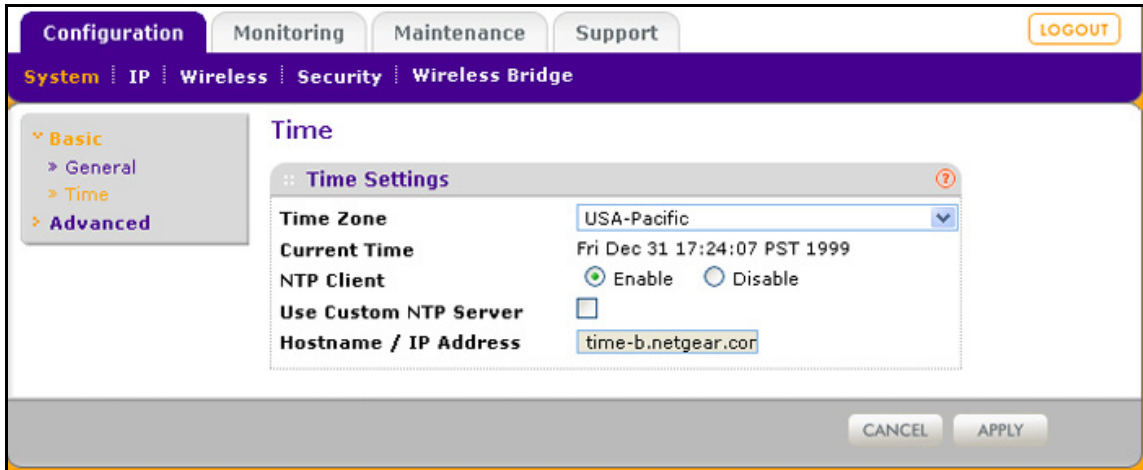 Configuration Monitoring Maintenance Support LOGOUT
System IP Wireless Security Wireless Bridge
Basic
General
Time
Advanced
Time
Time Settings ?
Time Zone USA-Pacific
Current Time Fri Dec 31 17:24:07 PST 1999
NTP Client Enable Disable
Use Custom NTP Server
Hostname / IP Address time-b.netgear.cor
CANCEL APPLY